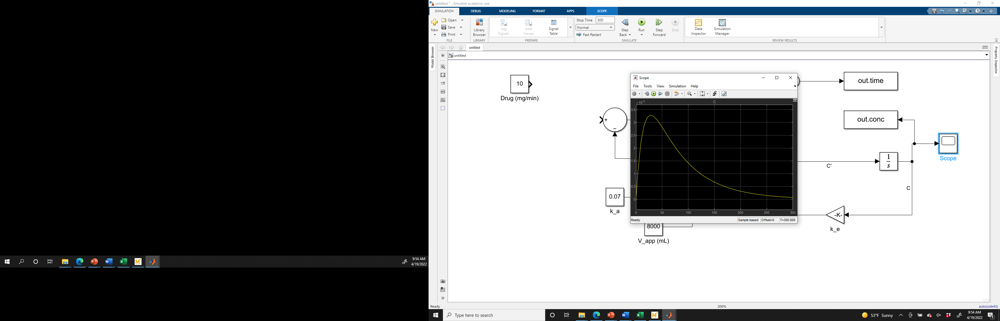 untitled * - Simulink academic use
SIMULATION DEBUG MODELING FORMAT APPS SCOPE
New
Open
Save
Print
FILE
Library Browser
LIBRARY
Log Signals
Add Viewer
Signal Table
PREPARE
Stop Time 300
Normal
Fast Restart
Step Back
Run
Step Forward
Stop
SIMULATE
Data Inspector
Simulation Manager
REVIEW RESULTS
Model Browser
untitled
untitled
Property Inspector
10
Drug (mg/min)
+
−
0.07
k_a
8000
V_app (mL)
Scope
File Tools View Simulation Help
×10⁻³
C
3.5
3
2.5
2
1.5
1
0.5
0
0 50 100 150 200 250 300
Ready
Sample based Offset=0 T=300.000
out.time
out.conc
Scope
1
s
C'
C
-K-
k_e
Ready
200%
auto(ode45)
9:54 AM
4/19/2022
Type here to search
53°F Sunny
9:54 AM
4/19/2022